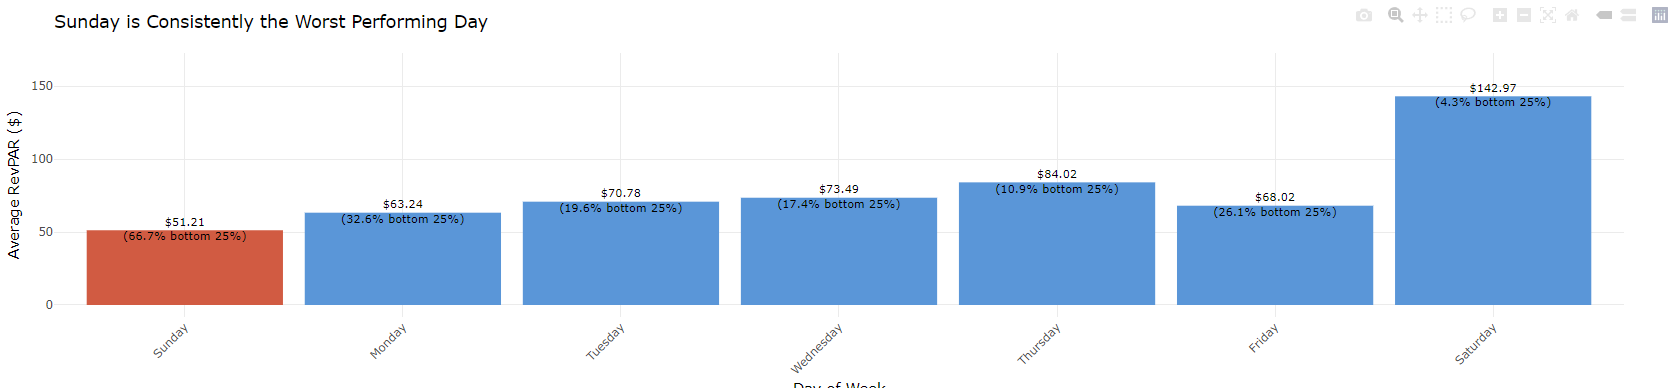 Sunday is Consistently the Worst Performing Day
Average RevPAR ($)
150
100
50
0
$51.21
(66.7% bottom 25%)
$63.24
(32.6% bottom 25%)
$70.78
(19.6% bottom 25%)
$73.49
(17.4% bottom 25%)
$84.02
(10.9% bottom 25%)
$68.02
(26.1% bottom 25%)
$142.97
(4.3% bottom 25%)
Sunday
Monday
Tuesday
Wednesday
Thursday
Friday
Saturday
Day of Week